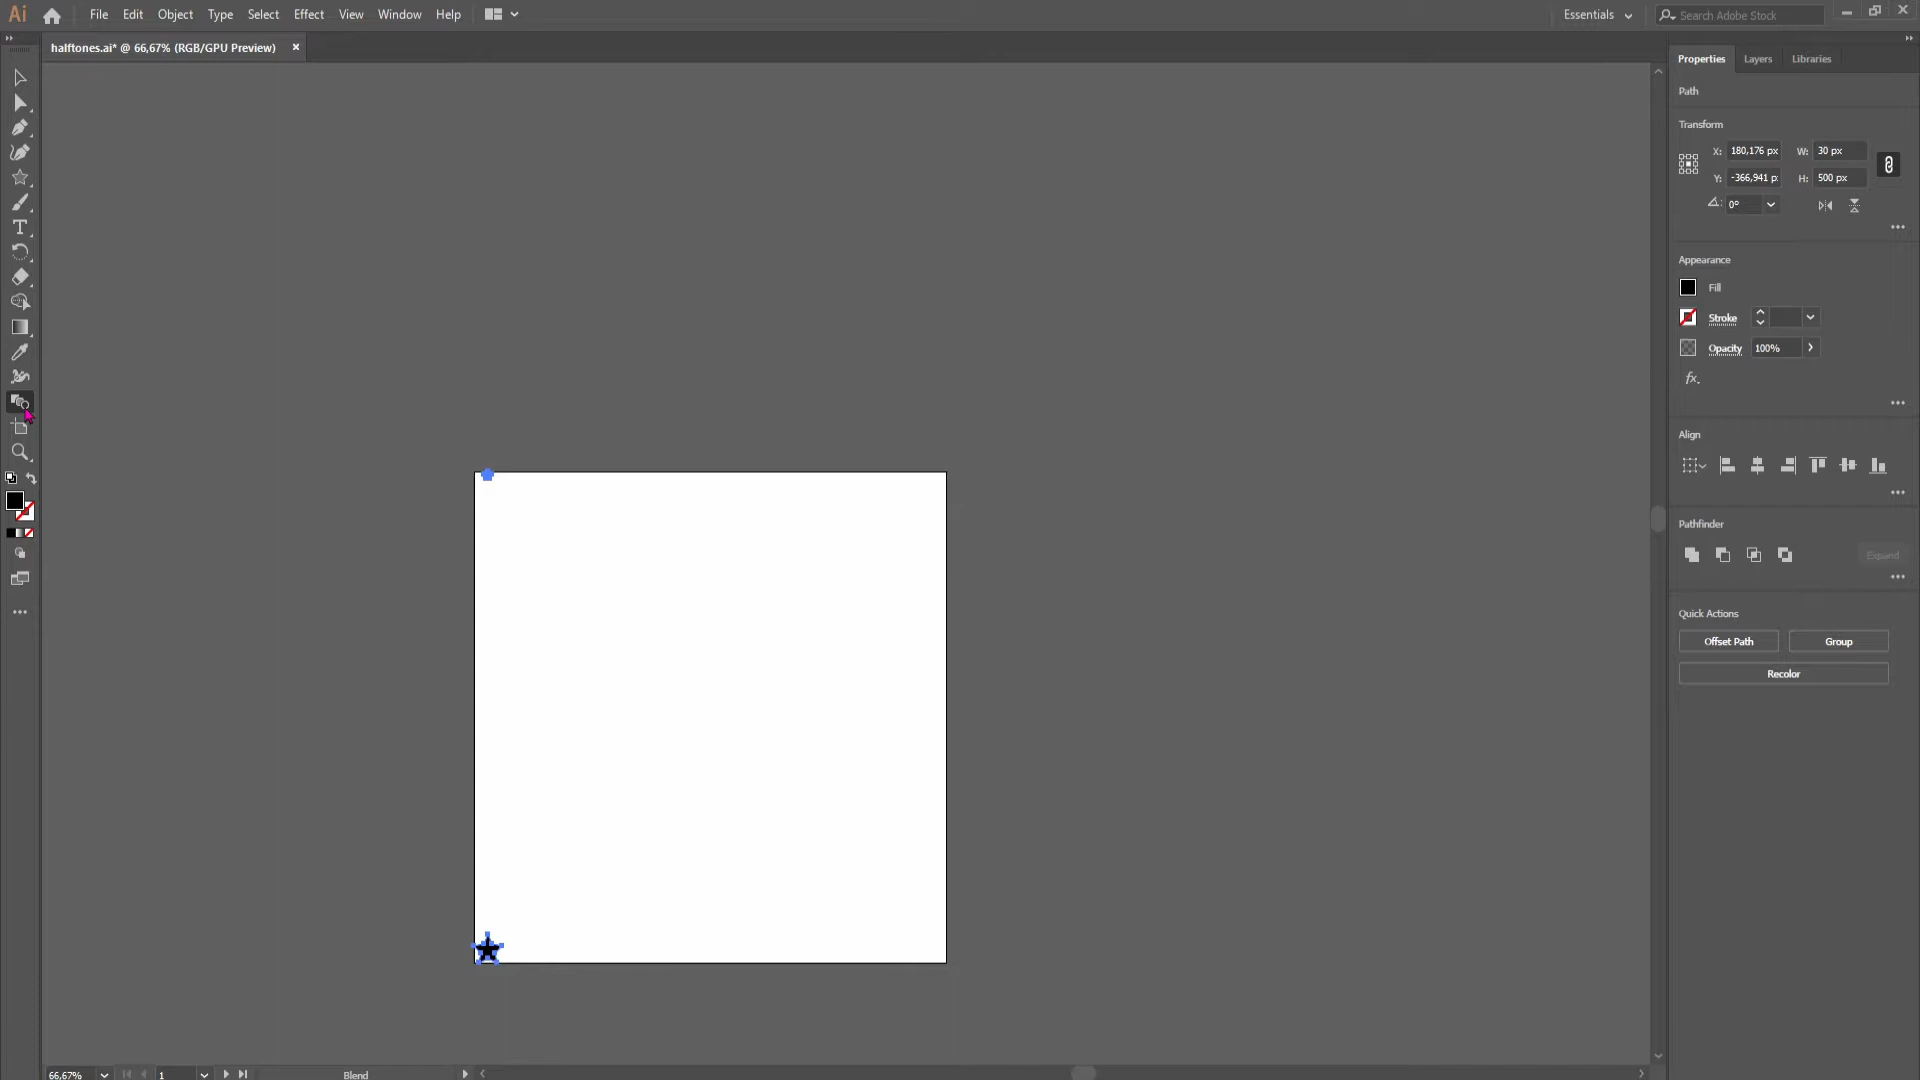 Ai File Edit Object Type Select Effect View Window Help Essentials Search Adobe Stock
halftones.ai* @ 66,67% (RGB/GPU Preview) ×
Properties Layers Libraries
Path
Transform
X: 180,176 px W: 30 px
Y: -366,941 p H: 500 px
0°
Appearance
Fill
Stroke
Opacity 100%
fx.
Align
Pathfinder
Expand
Quick Actions
Offset Path Group
Recolor
T
66,67% 1 Blend